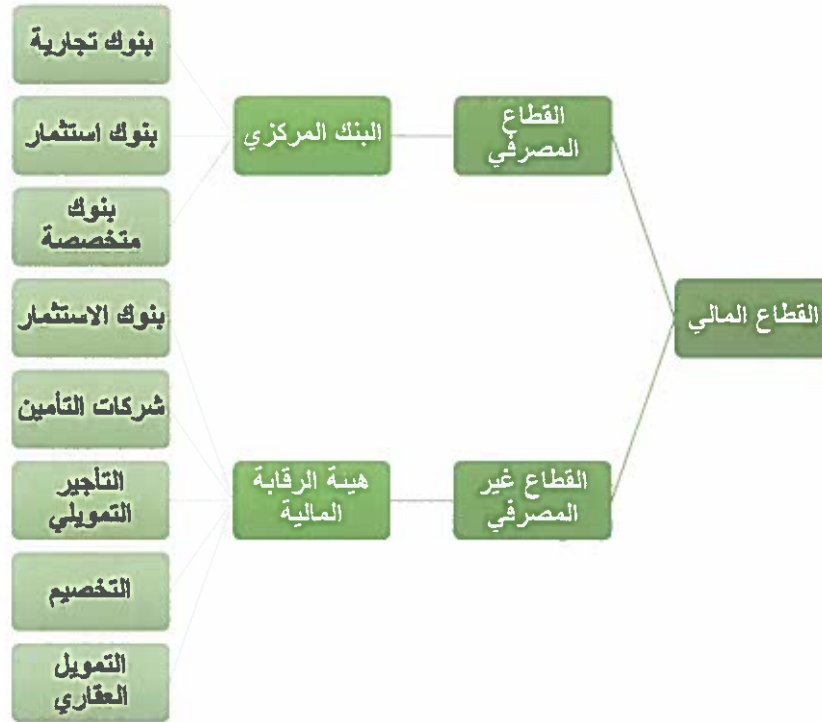 القطاع المالي
القطاع
المصرفي
البنك المركزي
بنوك تجارية
بنوك استثمار
بنوك
متخصصة
القطاع غير
المصرفي
هيئة الرقابة
المالية
بنوك الاستثمار
شركات التأمين
التأجير
التمويلي
التخصيم
التمويل
العقاري